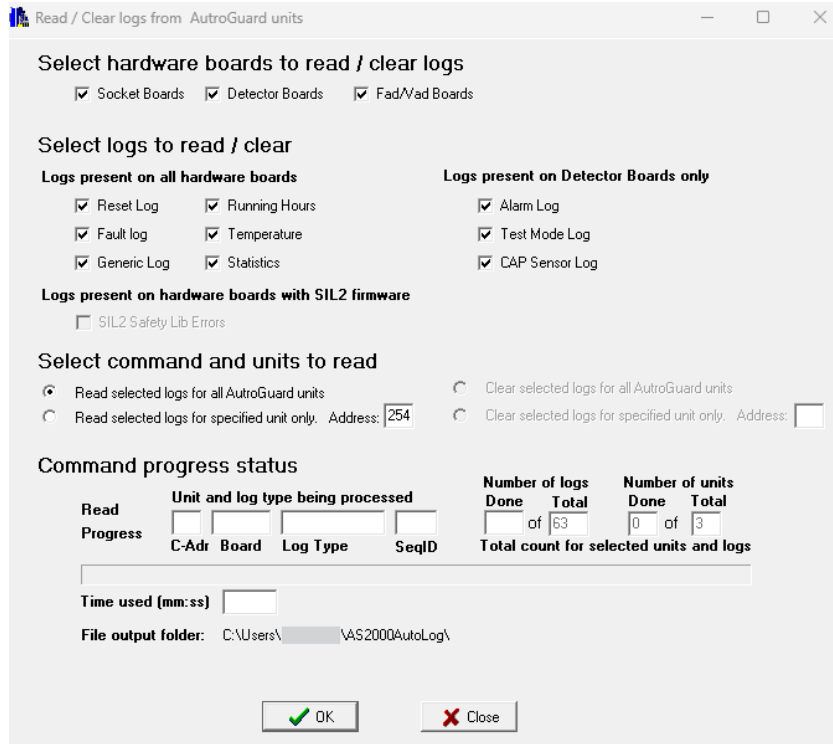 Read / Clear logs from AutroGuard units
Select hardware boards to read / clear logs
Socket Boards Detector Boards Fad/Vad Boards
Select logs to read / clear
Logs present on all hardware boards Logs present on Detector Boards only
Reset Log Running Hours Alarm Log
Fault log Temperature Test Mode Log
Generic Log Statistics CAP Sensor Log
Logs present on hardware boards with SIL2 firmware
SIL2 Safety Lib Errors
Select command and units to read
Read selected logs for all AutroGuard units Clear selected logs for all AutroGuard units
Read selected logs for specified unit only. Address: 254 Clear selected logs for specified unit only. Address:
Command progress status
Number of logs Number of units
Unit and log type being processed Done Total Done Total
Read Progress of 63 0 of 3
C-Adr Board Log Type SeqID Total count for selected units and logs
Time used (mm:ss)
File output folder: C:\Users\ \AS2000AutoLog\
OK Close